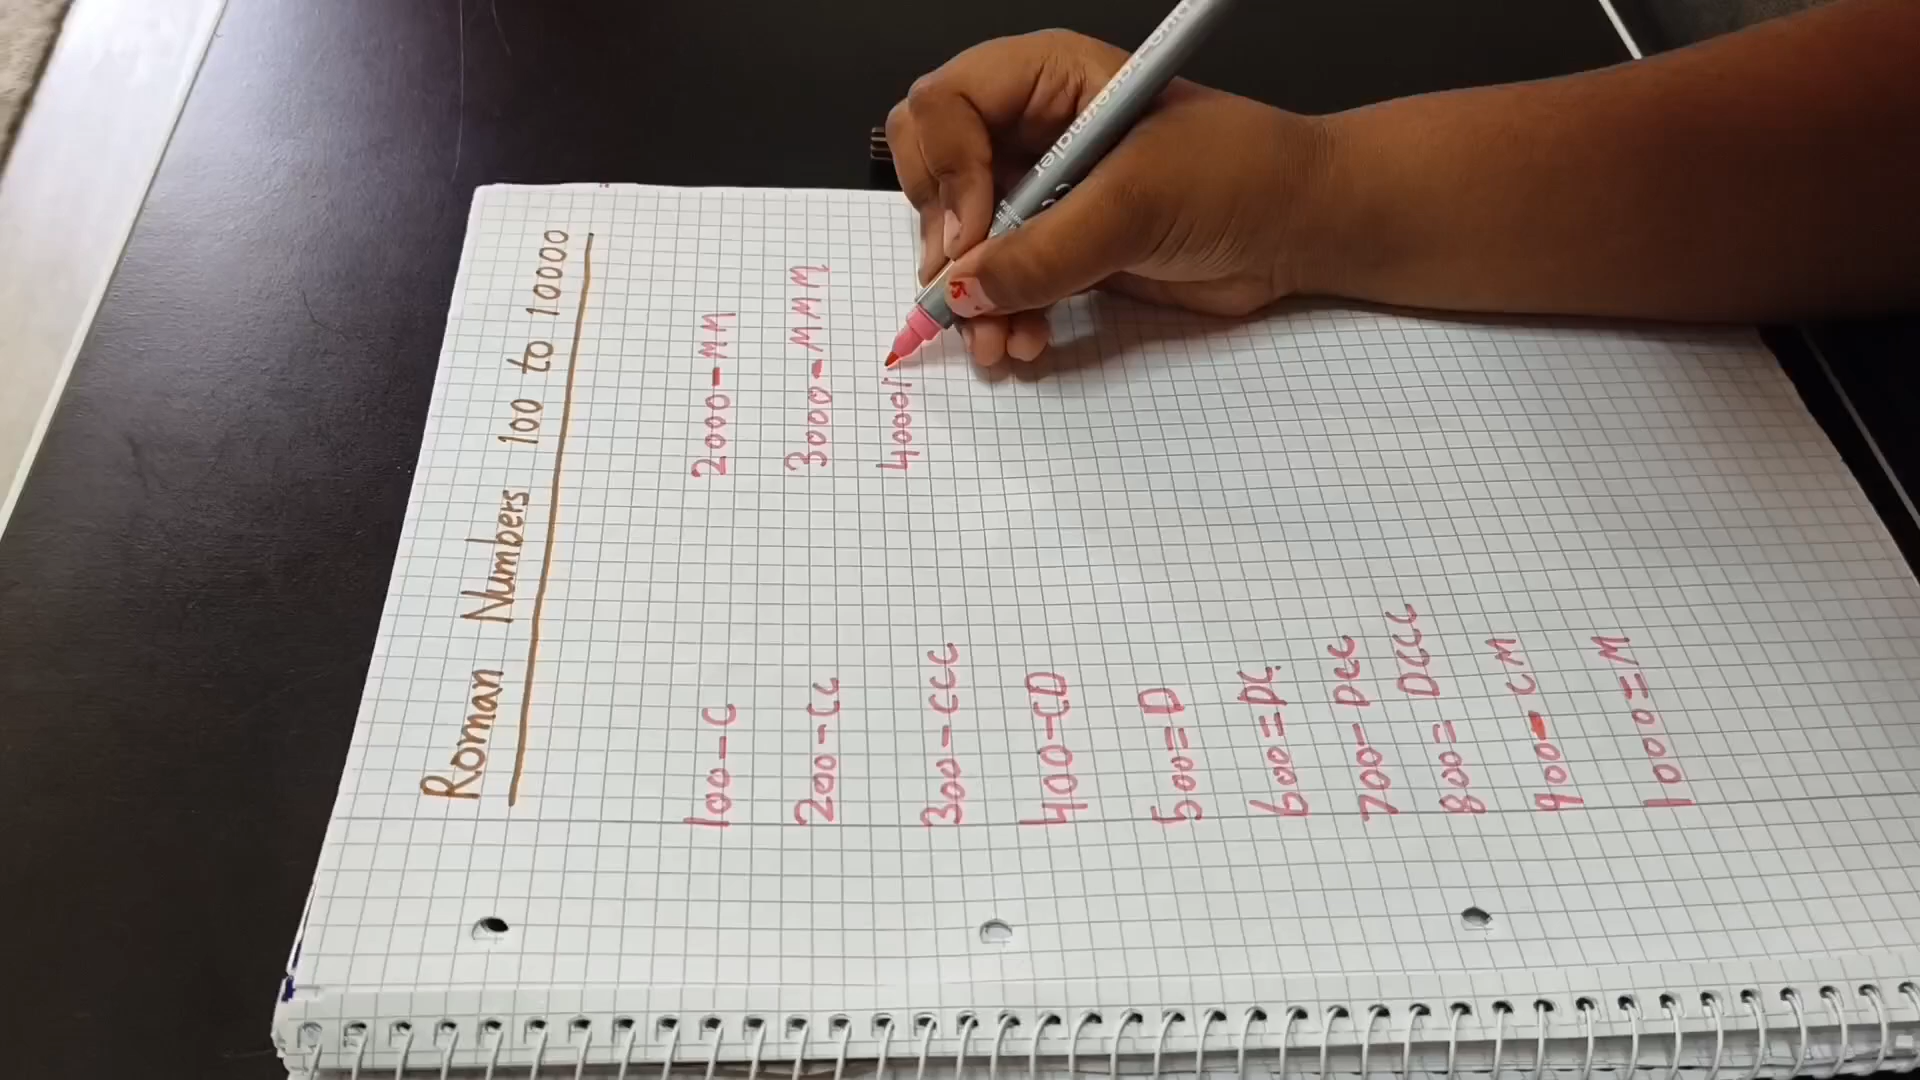 Roman Numbers 100 to 10000
100-C
200-CC
300-CCC
400-CD
500=D
600=DC
700-DCC
800=DCCC
900-CM
1000=M
2000-MM
3000-MMM
4000